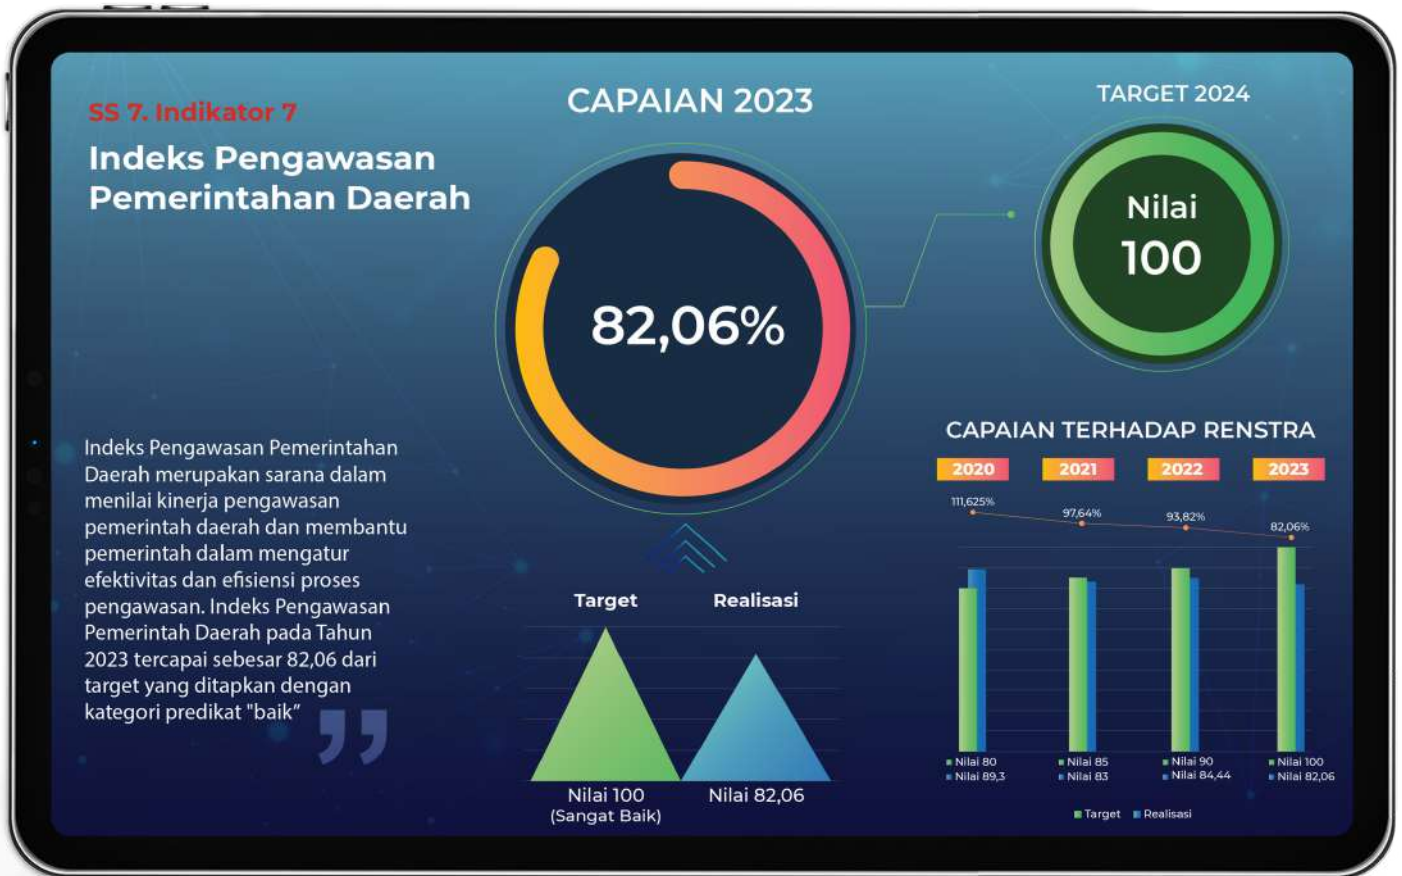 SS 7. Indikator 7
Indeks Pengawasan
Pemerintahan Daerah
Indeks Pengawasan Pemerintahan
Daerah merupakan sarana dalam
menilai kinerja pengawasan
pemerintah daerah dan membantu
pemerintah dalam mengatur
efektivitas dan efisiensi proses
pengawasan. Indeks Pengawasan
Pemerintah Daerah pada Tahun
2023 tercapai sebesar 82,06 dari
target yang ditapkan dengan
kategori predikat "baik”
CAPAIAN 2023
82,06%
Target
Realisasi
Nilai 100
(Sangat Baik)
Nilai 82,06
TARGET 2024
Nilai
100
CAPAIAN TERHADAP RENSTRA
2020
2021
2022
2023
111,625%
97,64%
93,82%
82,06%
Nilai 80
Nilai 89,3
Nilai 85
Nilai 83
Nilai 90
Nilai 84,44
Nilai 100
Nilai 82,06
Target
Realisasi